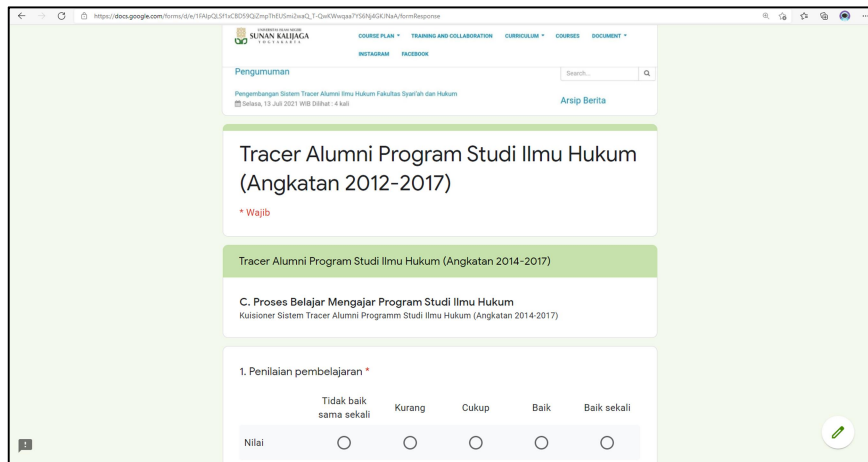 https://docs.google.com/forms/d/e/1FAIpQLSf1xCBD59QiZmpThEUSmi2waQ_T-QwKWwqaa7YS6Nj4GKJNaA/formResponse
UNIVERSITAS ISLAM NEGERI
SUNAN KALIJAGA
YOGYAKARTA
COURSE PLAN TRAINING AND COLLABORATION CURRICULUM COURSES DOCUMENT
INSTAGRAM FACEBOOK
Pengumuman
Search...
Pengembangan Sistem Tracer Alumni Ilmu Hukum Fakultas Syari'ah dan Hukum
Selasa, 13 Juli 2021 WIB Dilihat : 4 kali
Arsip Berita
Tracer Alumni Program Studi Ilmu Hukum
(Angkatan 2012-2017)
* Wajib
Tracer Alumni Program Studi Ilmu Hukum (Angkatan 2014-2017)
C. Proses Belajar Mengajar Program Studi Ilmu Hukum
Kuisioner Sistem Tracer Alumni Programm Studi Ilmu Hukum (Angkatan 2014-2017)
1. Penilaian pembelajaran *
Tidak baik sama sekali Kurang Cukup Baik Baik sekali
Nilai